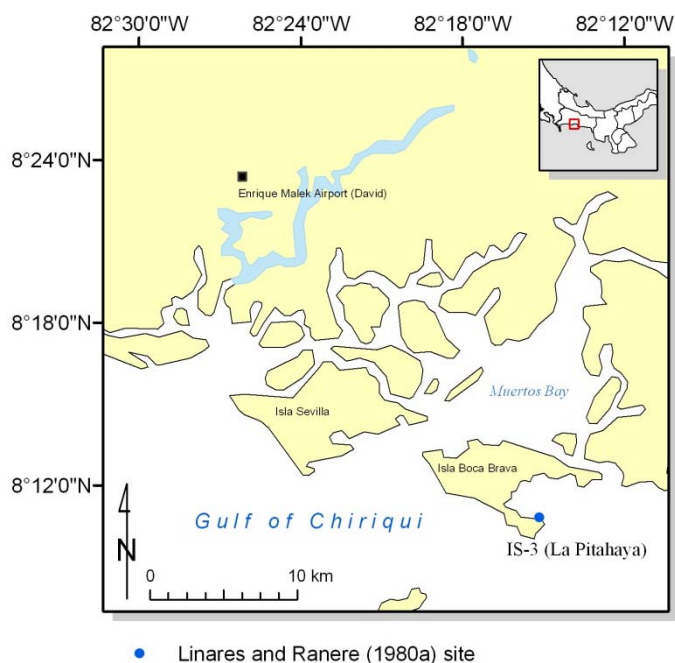 82°30'0"W 82°24'0"W 82°18'0"W 82°12'0"W
8°24'0"N
Enrique Malek Airport (David)
8°18'0"N
Muertos Bay
Isla Sevilla
Isla Boca Brava
8°12'0"N
Gulf of Chiriqui
IS-3 (La Pitahaya)
N
0 10 km
Linares and Ranere (1980a) site